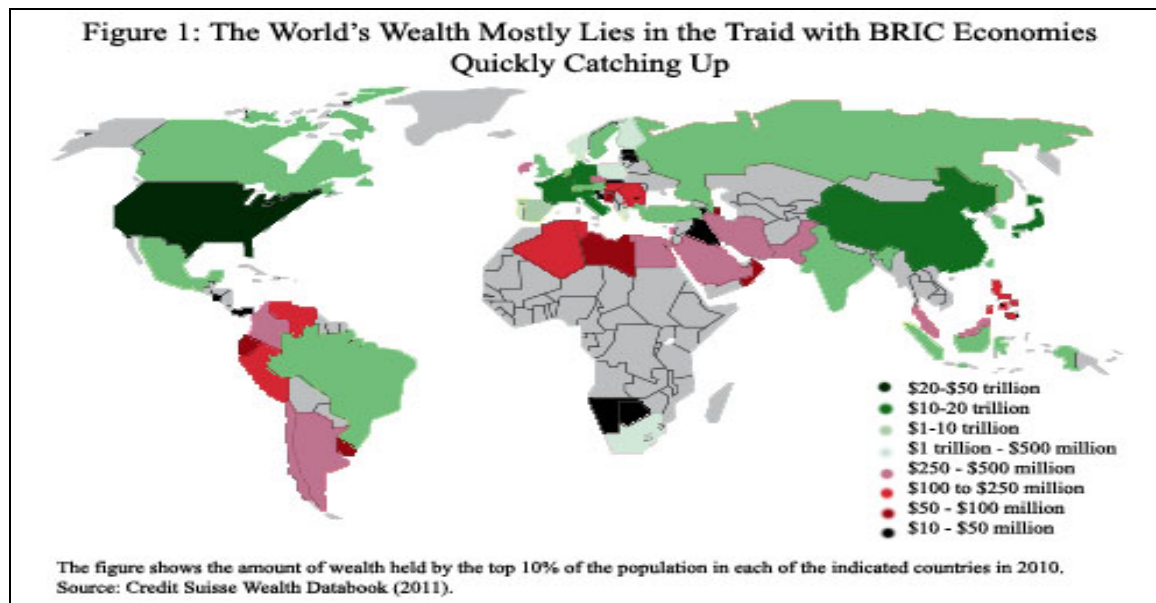 Figure 1: The World's Wealth Mostly Lies in the Traid with BRIC Economies
Quickly Catching Up
$20-$50 trillion
$10-20 trillion
$1-10 trillion
$1 trillion - $500 million
$250 - $500 million
$100 to $250 million
$50 - $100 million
$10 - $50 million
The figure shows the amount of wealth held by the top 10% of the population in each of the indicated countries in 2010.
Source: Credit Suisse Wealth Databook (2011).